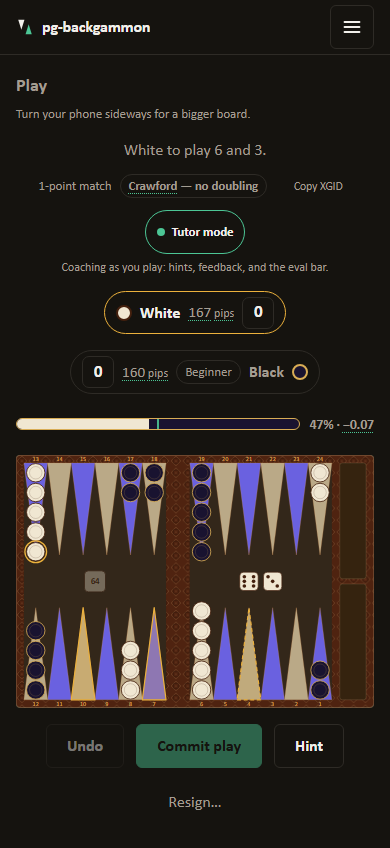 pg-backgammon
Play
Turn your phone sideways for a bigger board.
White to play 6 and 3.
1-point match Crawford — no doubling Copy XGID
Tutor mode
Coaching as you play: hints, feedback, and the eval bar.
White 167 pips 0
0 160 pips Beginner Black
47% · −0.07
13 14 15 16 17 18 19 20 21 22 23 24
64
12 11 10 9 8 7 6 5 4 3 2 1
Undo Commit play Hint
Resign...